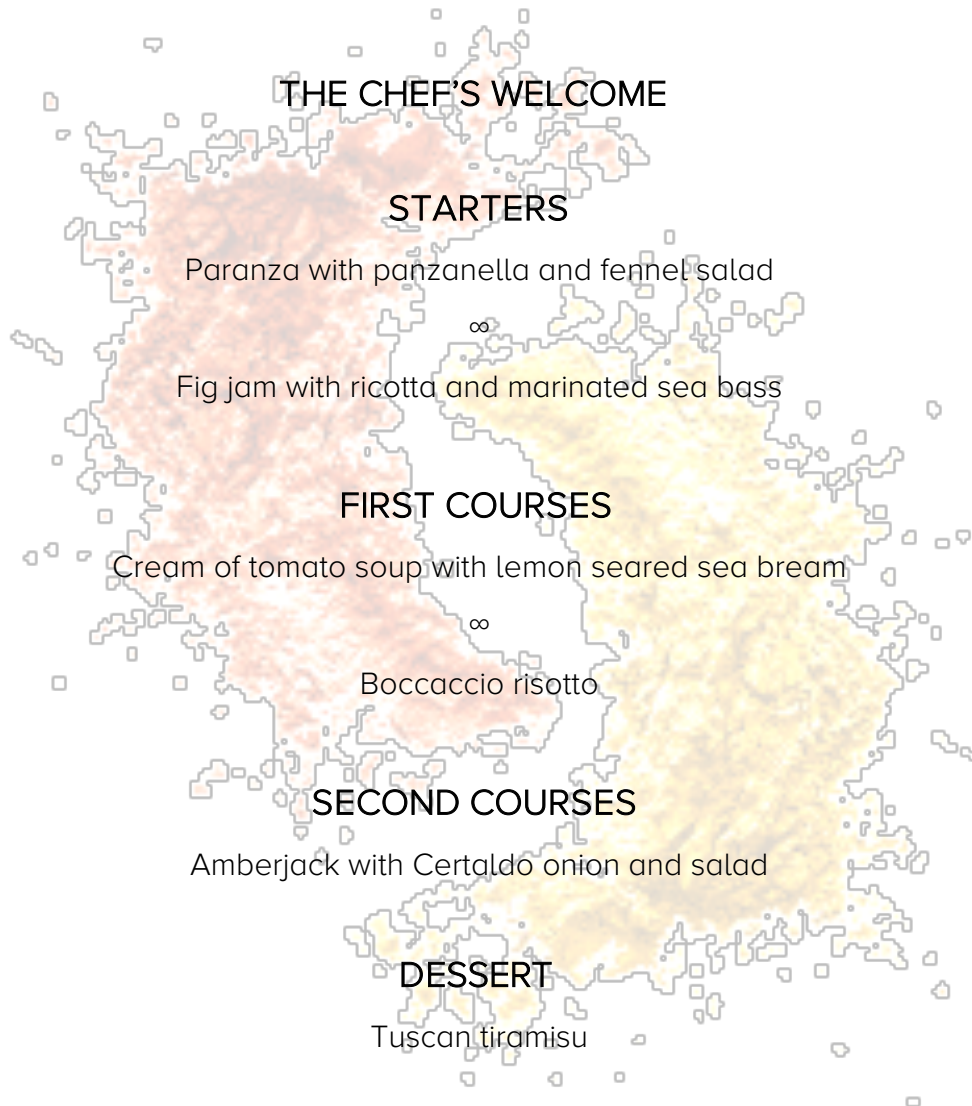 THE CHEF’S WELCOME
STARTERS
Paranza with panzanella and fennel salad
∞
Fig jam with ricotta and marinated sea bass
FIRST COURSES
Cream of tomato soup with lemon seared sea bream
∞
Boccaccio risotto
SECOND COURSES
Amberjack with Certaldo onion and salad
DESSERT
Tuscan tiramisu